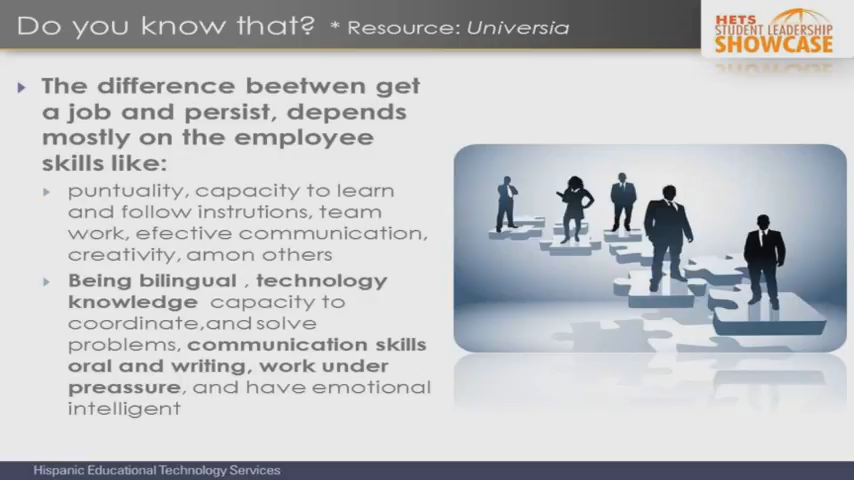 Do you know that? * Resource: Universia
HETS
STUDENT LEADERSHIP
SHOWCASE
The difference beetwen get
a job and persist, depends
mostly on the employee
skills like:
puntuality, capacity to learn
and follow instrutions, team
work, efective communication,
creativity, amon others
Being bilingual , technology
knowledge capacity to
coordinate,and solve
problems, communication skills
oral and writing, work under
preassure, and have emotional
intelligent
Hispanic Educational Technology Services